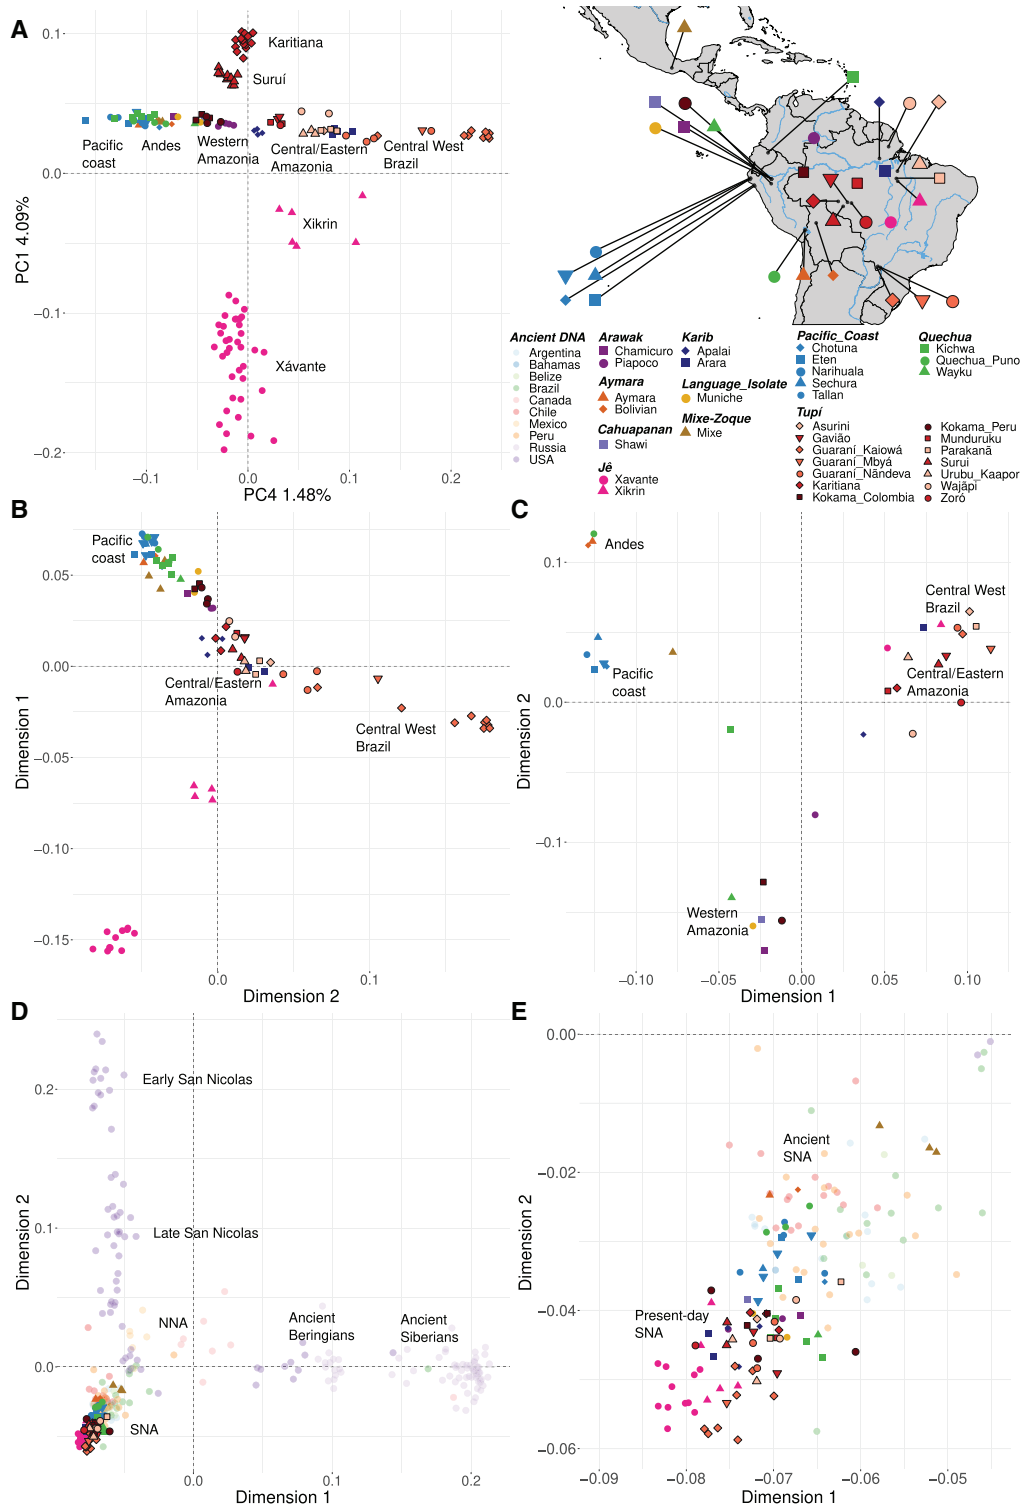 A
0.1
0.0
−0.1
−0.2
PC1 4.09%
Karitiana
Suruí
Pacific
coast
Andes
Western
Amazonia
Central/Eastern
Amazonia
Central West
Brazil
Xikrin
Xávante
−0.1
0.0
0.1
0.2
PC4 1.48%
Ancient DNA
Argentina
Bahamas
Belize
Brazil
Canada
Chile
Mexico
Peru
Russia
USA
Arawak
Chamicuro
Piapoco
Aymara
Aymara
Bolivian
Cahuapanan
Shawi
Jê
Xavante
Xikrin
Karib
Apalai
Arara
Language_Isolate
Muniche
Mixe-Zoque
Mixe
Pacific_Coast
Chotuna
Eten
Narihuala
Sechura
Tallan
Quechua
Kichwa
Quechua_Puno
Wayku
Tupí
Asurini
Gavião
Guaraní_Kaiowá
Guaraní_Mbyá
Guaraní_Nãndeva
Karitiana
Kokama_Colombia
Kokama_Peru
Munduruku
Parakanã
Surui
Urubu_Kaapor
Wajãpi
Zoró
B
0.05
0.00
−0.05
−0.10
−0.15
Dimension 1
Pacific
coast
Central/Eastern
Amazonia
Central West
Brazil
0.0
0.1
Dimension 2
C
0.1
0.0
−0.1
Dimension 2
Andes
Pacific
coast
Central West
Brazil
Central/Eastern
Amazonia
Western
Amazonia
−0.10
−0.05
0.00
0.05
0.10
Dimension 1
D
0.2
0.1
0.0
Dimension 2
Early San Nicolas
Late San Nicolas
NNA
Ancient
Beringians
Ancient
Siberians
SNA
0.0
0.1
0.2
Dimension 1
E
0.00
−0.02
−0.04
−0.06
Dimension 2
Ancient
SNA
Present-day
SNA
−0.09
−0.08
−0.07
−0.06
−0.05
Dimension 1